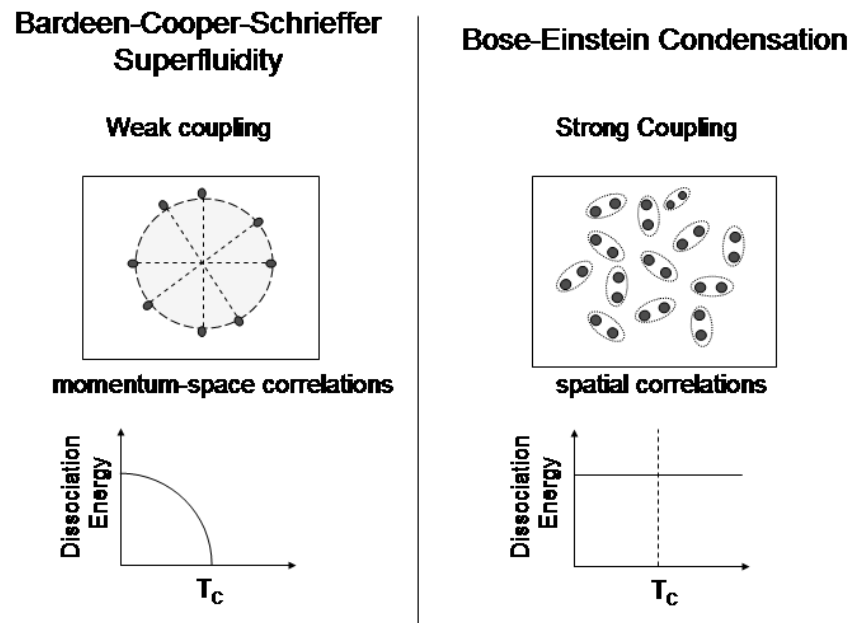 Bardeen-Cooper-Schrieffer
Superfluidity
Weak coupling
momentum-space correlations
Dissociation
Energy
Tc
Bose-Einstein Condensation
Strong Coupling
spatial correlations
Dissociation
Energy
Tc